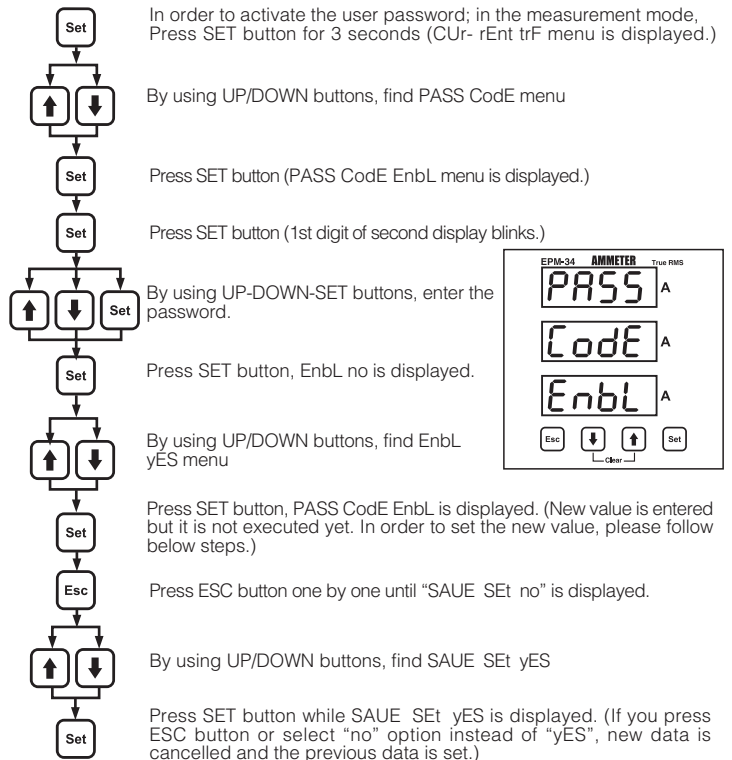 Set
In order to activate the user password; in the measurement mode,
Press SET button for 3 seconds (CUr- rEnt trF menu is displayed.)
By using UP/DOWN buttons, find PASS CodE menu
Set
Press SET button (PASS CodE EnbL menu is displayed.)
Set
Press SET button (1st digit of second display blinks.)
Set
By using UP-DOWN-SET buttons, enter the
password.
EPM-34 AMMETER True RMS
PASS A
CodE A
EnbL A
Esc Set
Clear
Set
Press SET button, EnbL no is displayed.
By using UP/DOWN buttons, find EnbL
yES menu
Set
Press SET button, PASS CodE EnbL is displayed. (New value is entered
but it is not executed yet. In order to set the new value, please follow
below steps.)
Esc
Press ESC button one by one until “SAUE SEt no” is displayed.
By using UP/DOWN buttons, find SAUE SEt yES
Set
Press SET button while SAUE SEt yES is displayed. (If you press
ESC button or select “no” option instead of “yES”, new data is
cancelled and the previous data is set.)